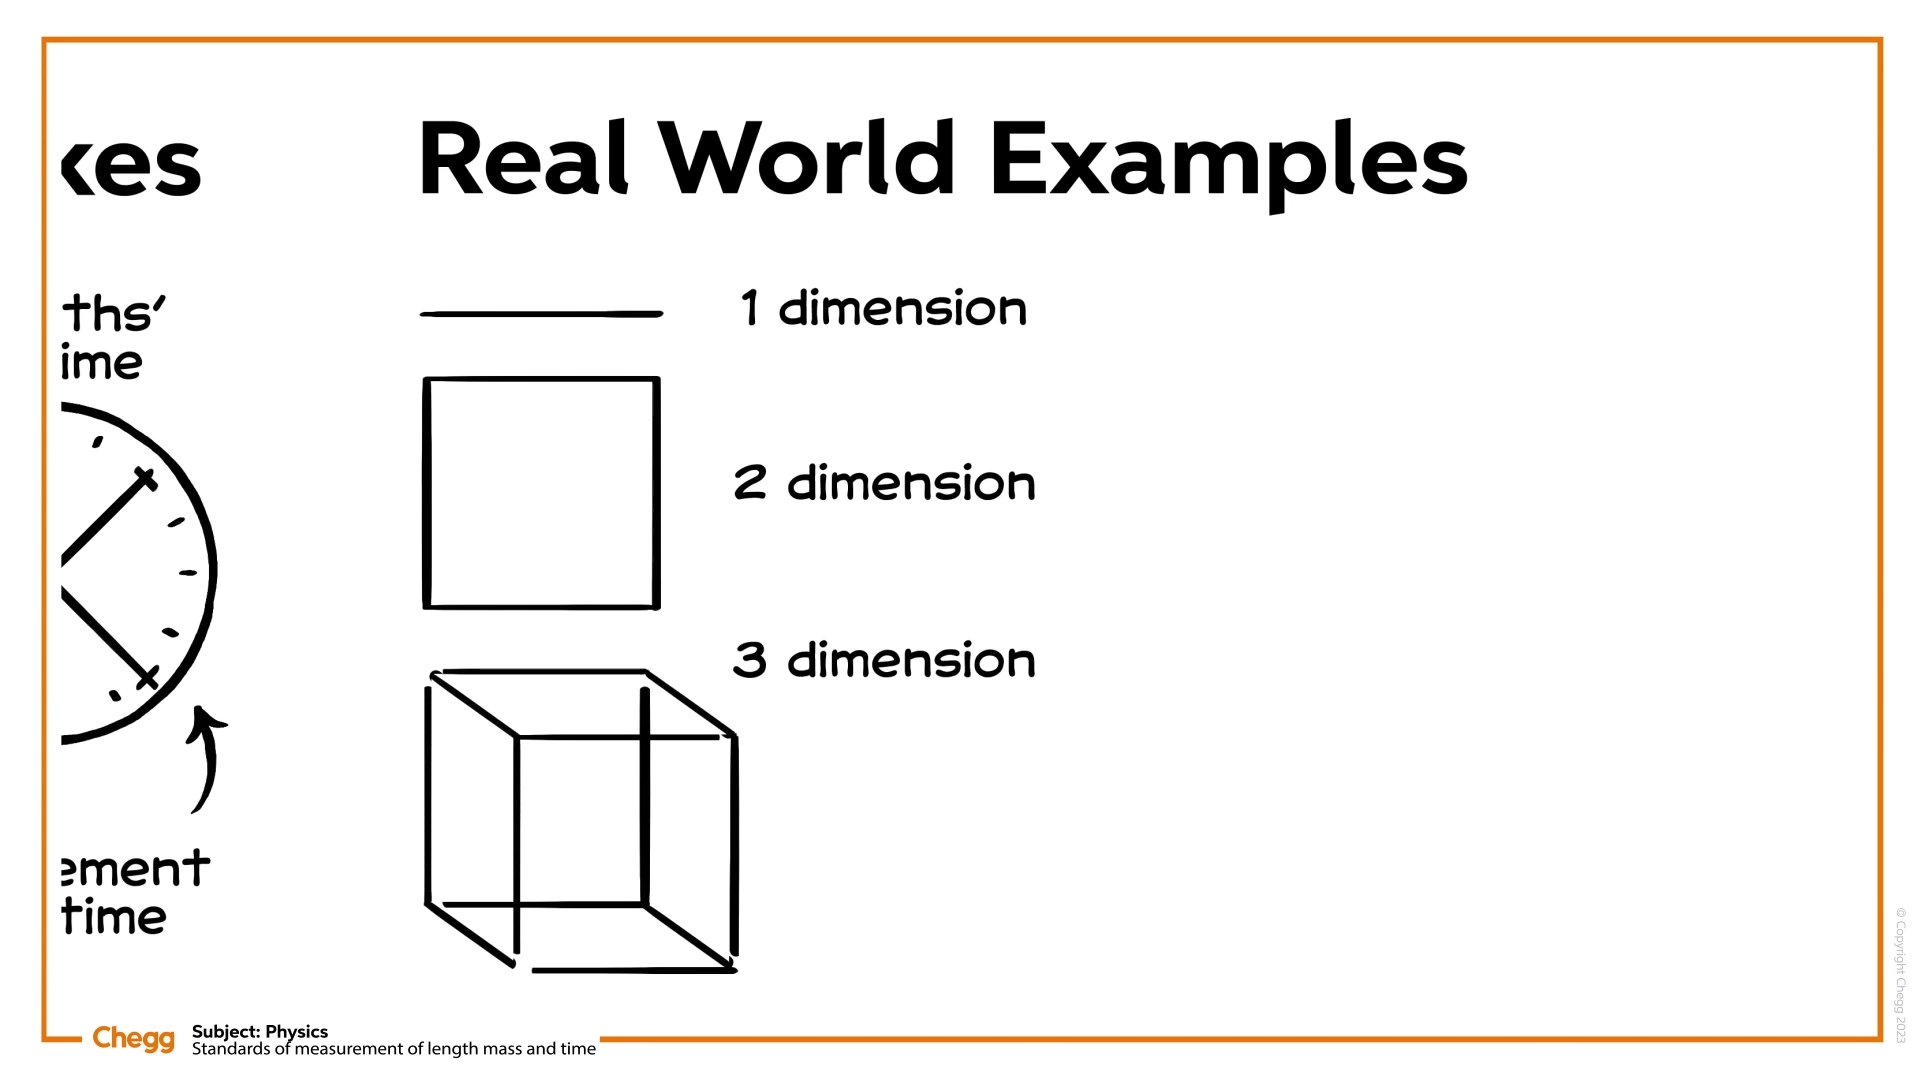 kes
Real World Examples
ths'
ime
1 dimension
2 dimension
3 dimension
ement
time
Chegg
Subject: Physics
Standards of measurement of length mass and time
© Copyright Chegg 2023